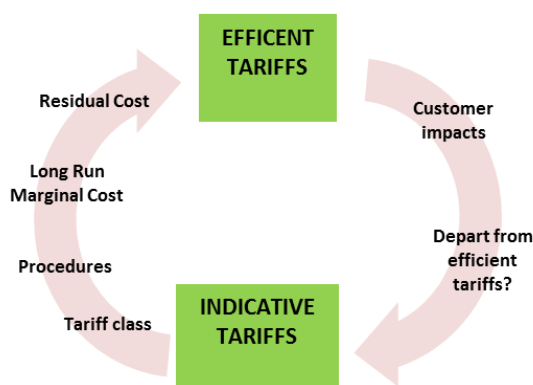 EFFICENT
TARIFFS
Residual Cost
Customer
impacts
Long Run
Marginal Cost
Depart from
efficient
tariffs?
Procedures
INDICATIVE
TARIFFS
Tariff class